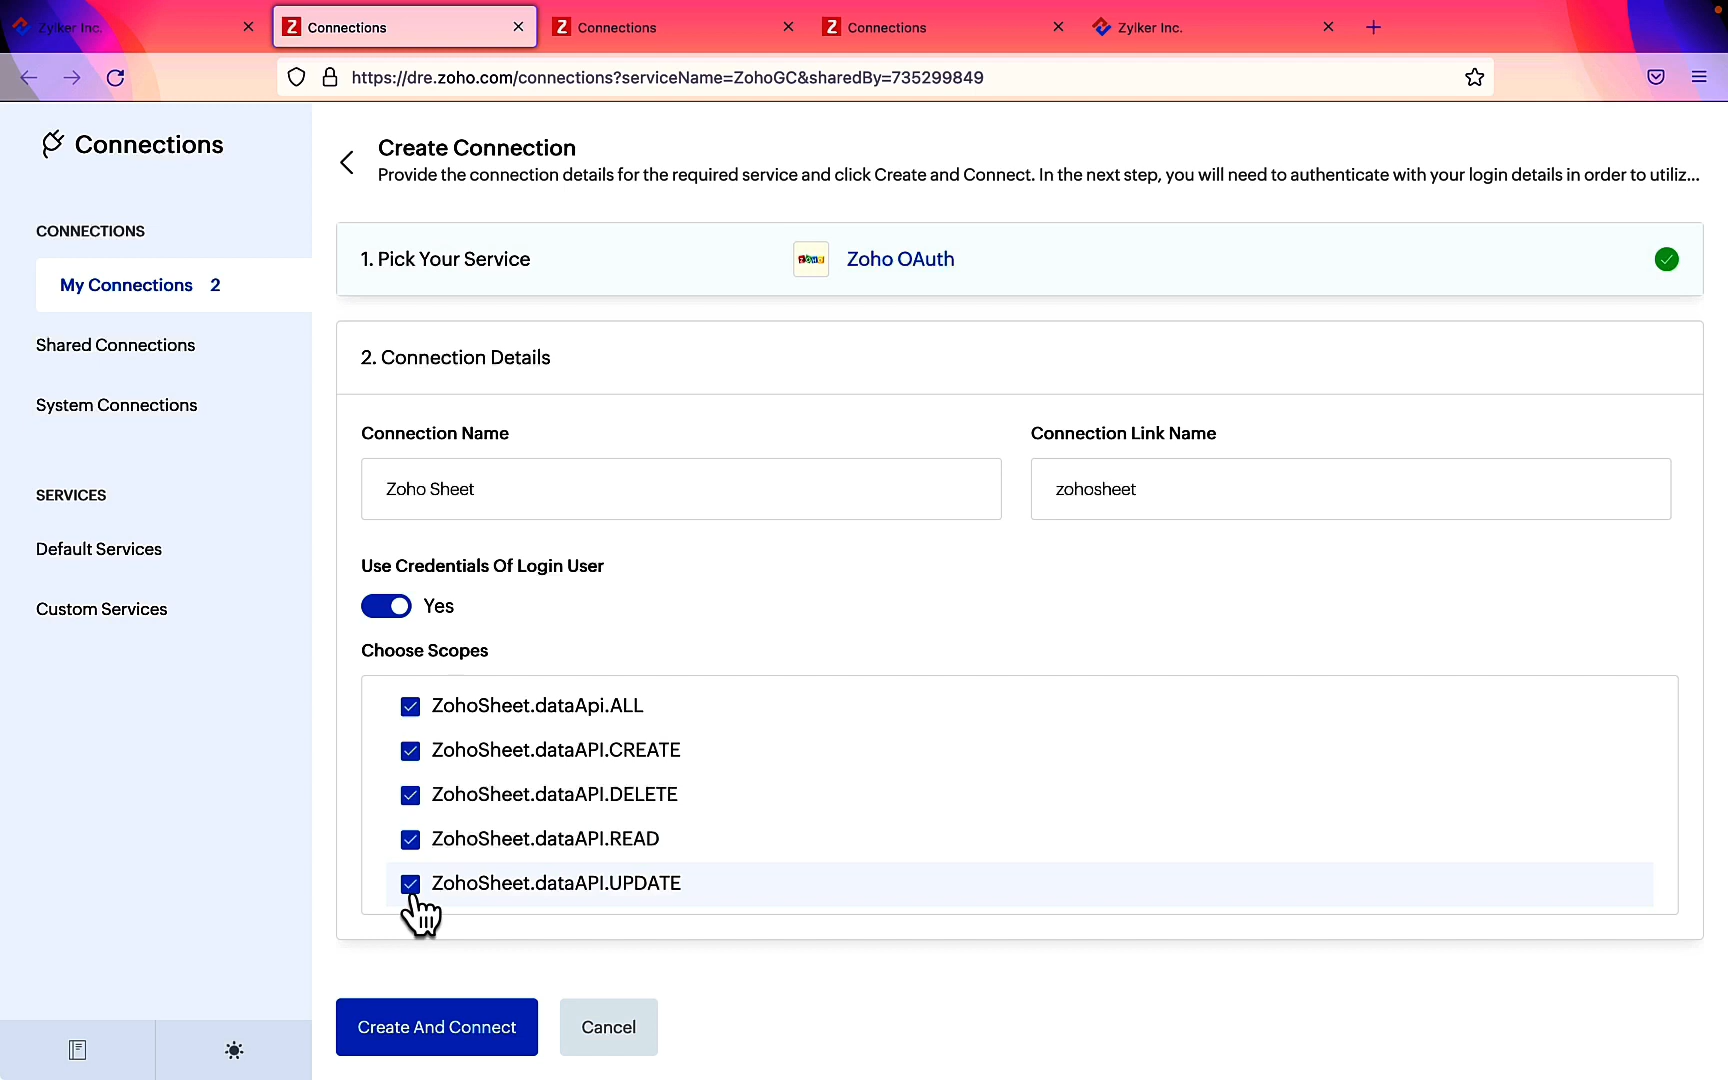 Zylker Inc.
Connections
Connections
Connections
Zylker Inc.
https://dre.zoho.com/connections?serviceName=ZohoGC&sharedBy=735299849
Connections
CONNECTIONS
My Connections 2
Shared Connections
System Connections
SERVICES
Default Services
Custom Services
Create Connection
Provide the connection details for the required service and click Create and Connect. In the next step, you will need to authenticate with your login details in order to utiliz...
1. Pick Your Service
ZOHO
Zoho OAuth
2. Connection Details
Connection Name
Connection Link Name
Zoho Sheet
zohosheet
Use Credentials Of Login User
Yes
Choose Scopes
ZohoSheet.dataApi.ALL
ZohoSheet.dataAPI.CREATE
ZohoSheet.dataAPI.DELETE
ZohoSheet.dataAPI.READ
ZohoSheet.dataAPI.UPDATE
Create And Connect
Cancel